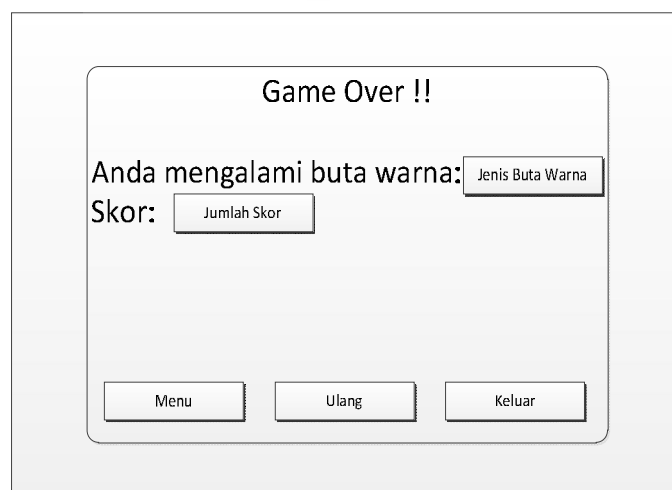 Game Over !!
Anda mengalami buta warna: Jenis Buta Warna
Skor: Jumlah Skor
Menu Ulang Keluar